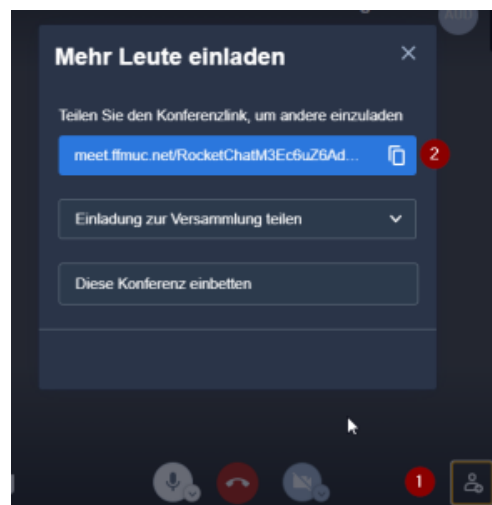 Mehr Leute einladen
Teilen Sie den Konferenzlink, um andere einzuladen
meet.ffmuc.net/RocketChatM3Ec6uZ6Ad...
2
Einladung zur Versammlung teilen
Diese Konferenz einbetten
1